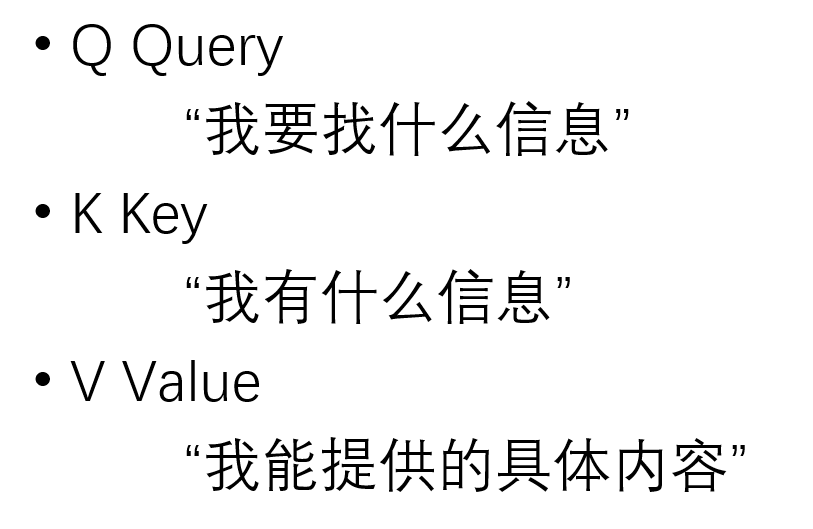 • Q Query
“我要找什么信息”
• K Key
“我有什么信息”
• V Value
“我能提供的具体内容”